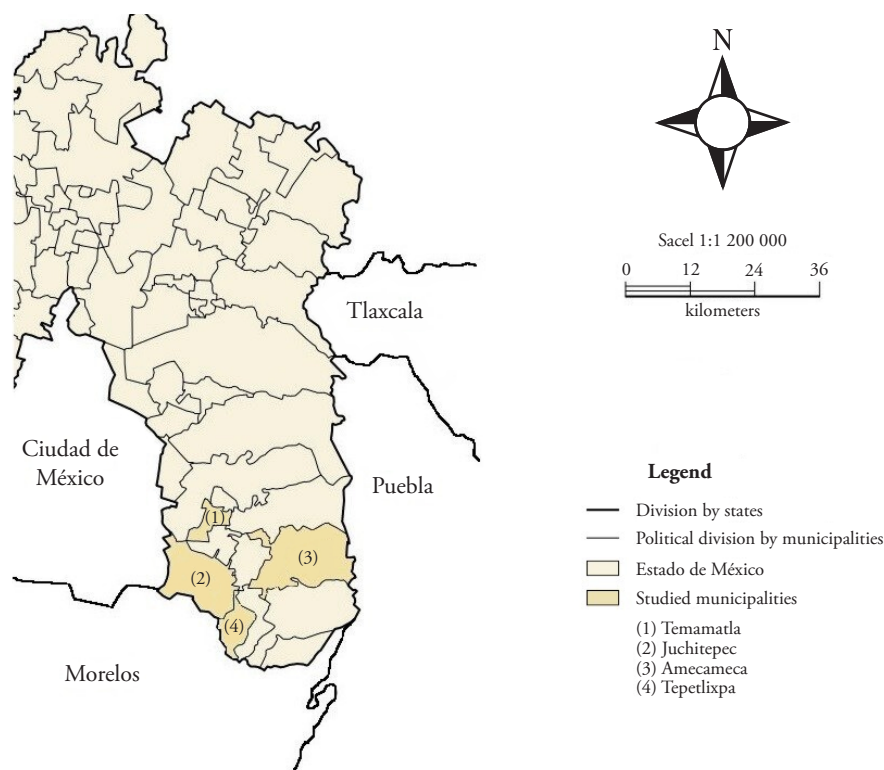 N
Sacel 1:1 200 000
0 12 24 36
kilometers
Tlaxcala
Ciudad de
México
Puebla
Legend
Division by states
Political division by municipalities
Estado de México
Studied municipalities
(1) Temamatla
(2) Juchitepec
(3) Amecameca
(4) Tepetlixpa
(1)
(2)
(3)
(4)
Morelos